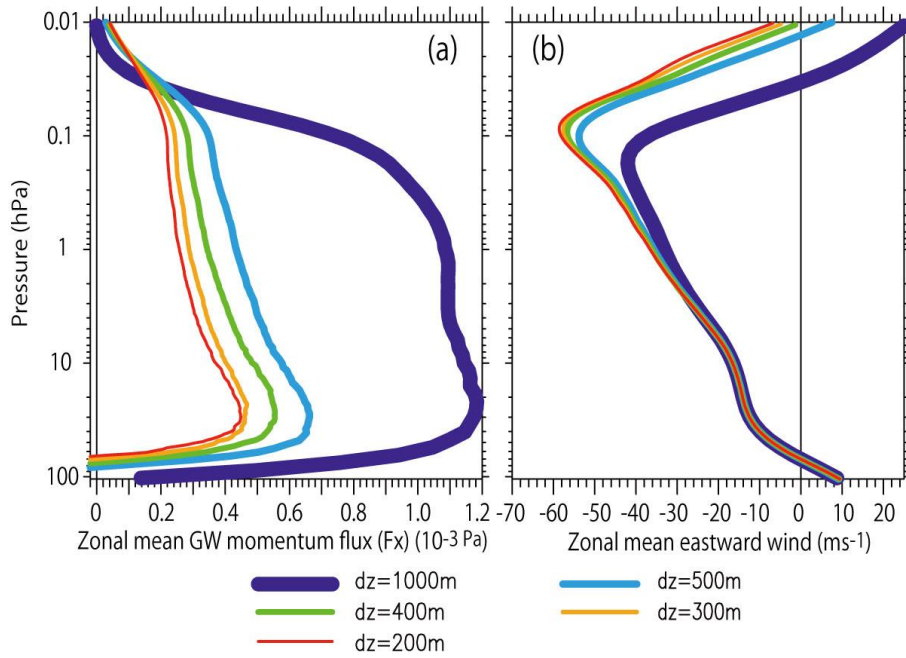 (a)
(b)
0.01
0.1
1
10
100
Pressure (hPa)
0 0.2 0.4 0.6 0.8 1.0 1.2
-70 -60 -50 -40 -30 -20 -10 0 10 20
Zonal mean GW momentum flux (Fx) (10-3 Pa)
Zonal mean eastward wind (ms-1)
dz=1000m
dz=500m
dz=400m
dz=300m
dz=200m